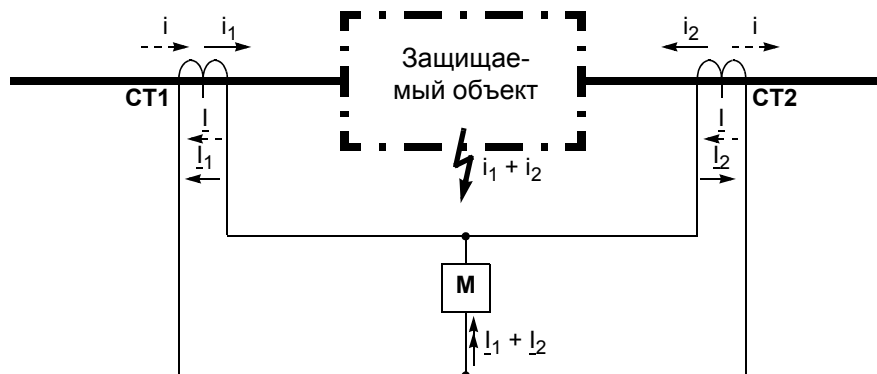 i i₁ i₂ i
Защищае-
мый объект
CT1 CT2
I I
I₁ I₂
i₁ + i₂
M
I₁ + I₂